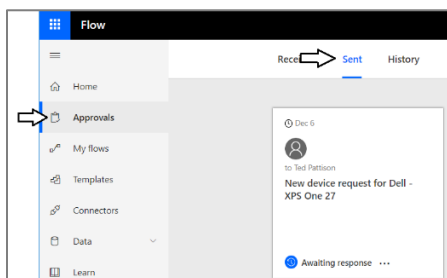 Flow
Sent
History
Home
Approvals
My flows
Templates
Connectors
Data
Learn
Dec 6
to Ted Pattison
New device request for Dell -
XPS One 27
Awaiting response